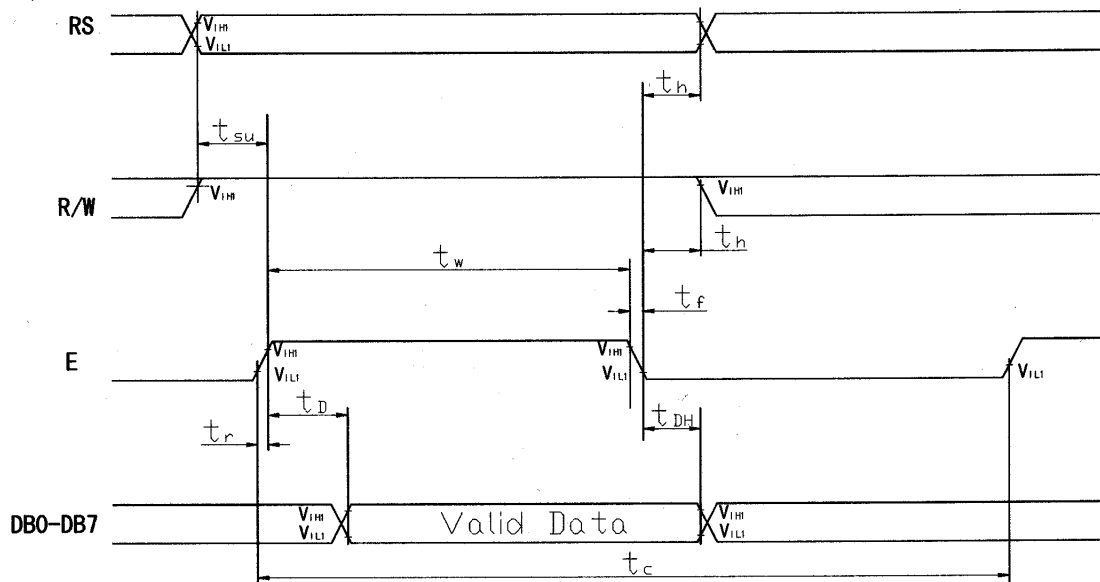 RS
VIH1
VIL1
th
tsu
R/W
VIH1
VIH1
th
tw
tf
E
VIH1
VIL1
VIH1
VIL1
VIL1
tD
tr
tDH
DB0-DB7
VIH1
VIL1
Valid Data
VIH1
VIL1
tc